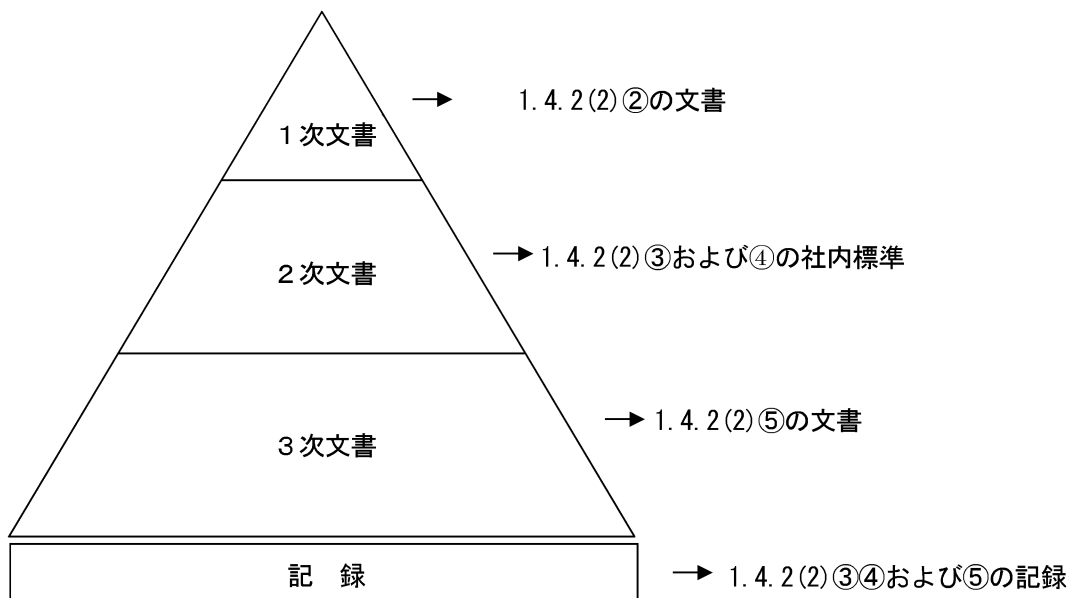 1.4.2(2)②の文書
１次文書
1.4.2(2)③および④の社内標準
２次文書
1.4.2(2)⑤の文書
３次文書
記　録
1.4.2(2)③④および⑤の記録